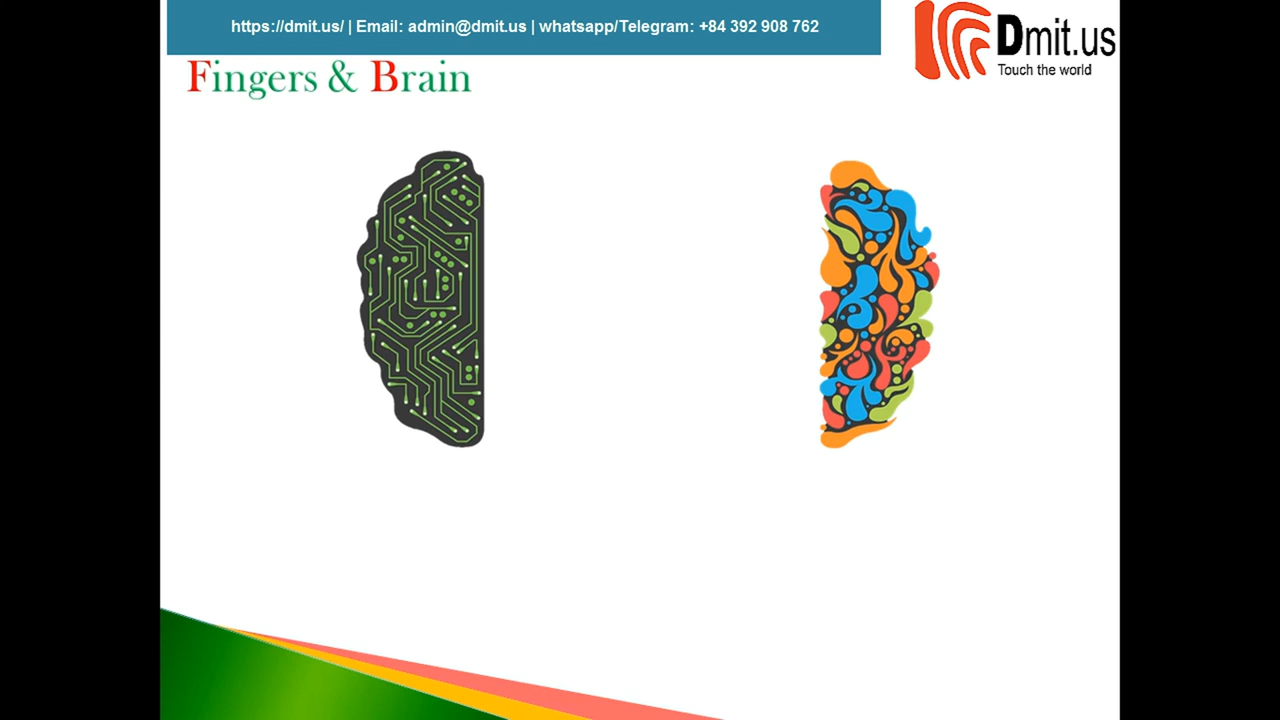 https://dmit.us/ | Email: admin@dmit.us | whatsapp/Telegram: +84 392 908 762
Dmit.us
Touch the world
Fingers & Brain